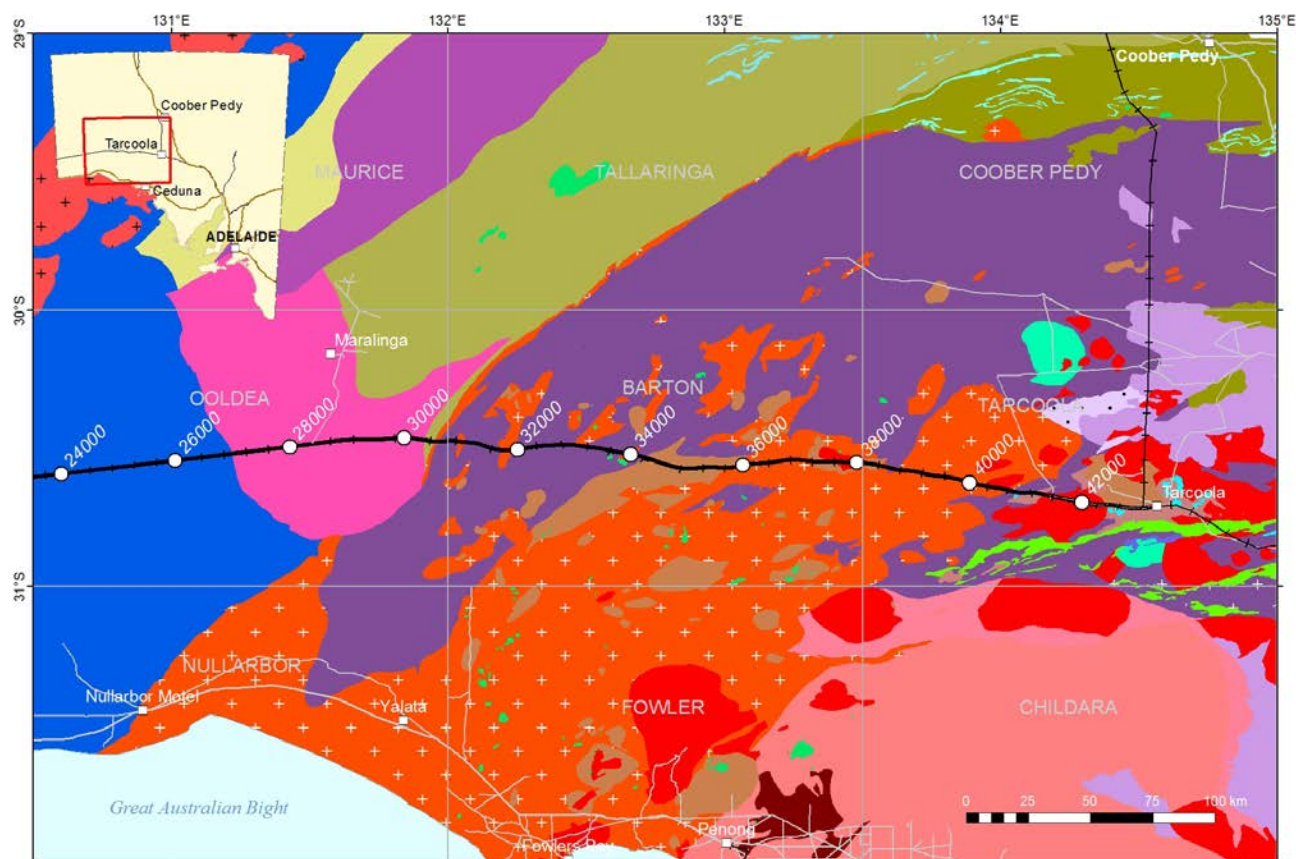 131°E
132°E
133°E
134°E
135°E
29°S
Coober Pedy
Coober Pedy
Tarcoola
Ceduna
ADELAIDE
MAURICE
TALLARINGA
COOBER PEDY
30°S
Maralinga
OOLDEA
BARTON
TARCOOLA
24000
26000
28000
30000
32000
34000
36000
38000
40000
42000
Tarcoola
31°S
NULLARBOR
Nullarbor Motel
Yalata
FOWLER
CHILDARA
Great Australian Bight
0 25 50 75 100 km
Penong
Fowlers Bay